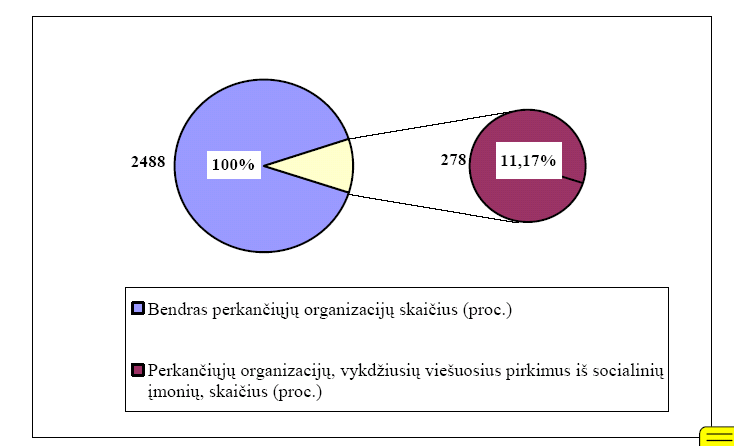 2488
100%
278
11,17%
Bendras perkančiųjų organizacijų skaičius (proc.)
Perkančiųjų organizacijų, vykdžiusių viešuosius pirkimus iš socialinių
įmonių, skaičius (proc.)